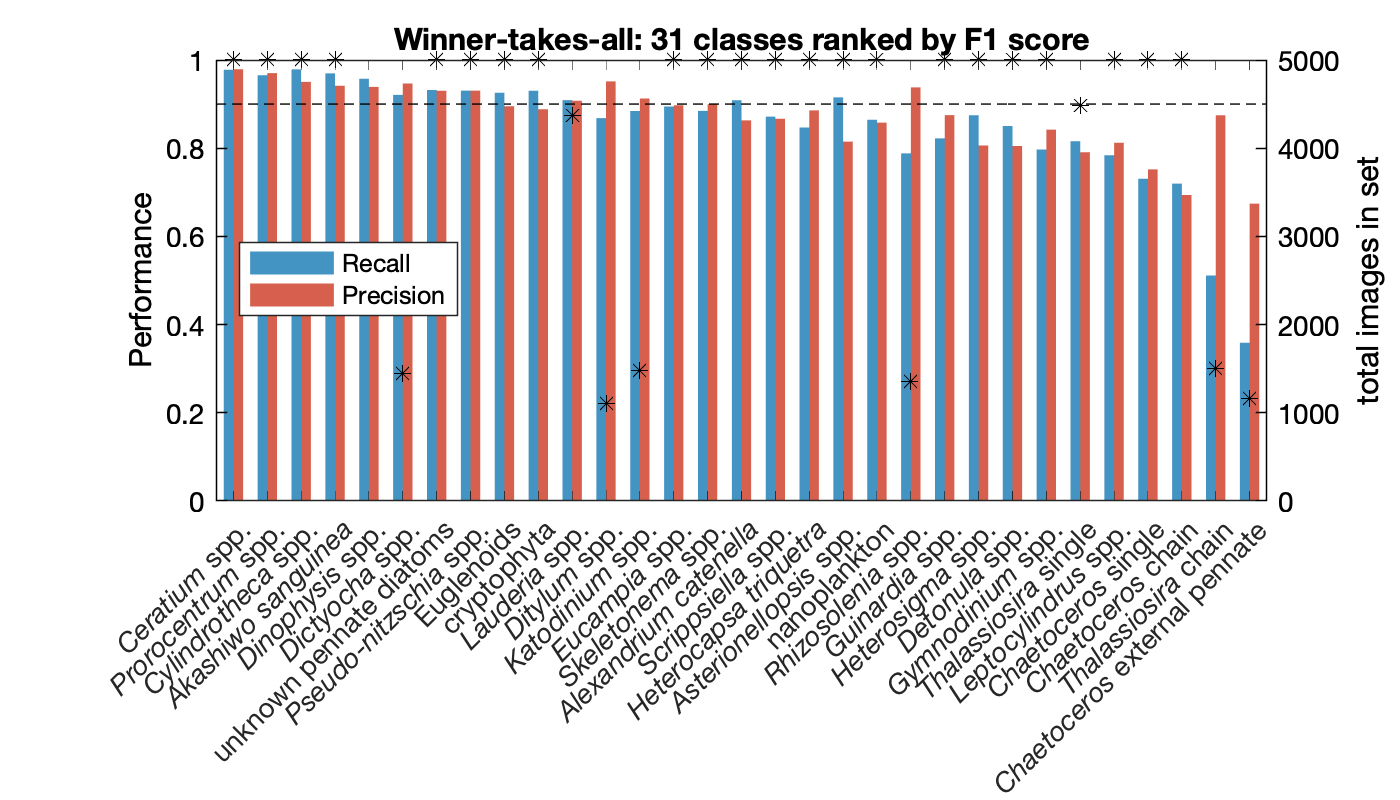 Winner-takes-all: 31 classes ranked by F1 score
1
0.8
0.6
0.4
0.2
0
Performance
Recall
Precision
5000
4000
3000
2000
1000
0
total images in set
Ceratium spp.
Prorocentrum spp.
Cylindrotheca spp.
Akashiwo sanguinea
Dinophysis spp.
Dictyocha spp.
unknown pennate diatoms
Pseudo-nitzschia spp.
Euglenoids
cryptophyta
Lauderia spp.
Ditylum spp.
Katodinium spp.
Eucampia spp.
Skeletonema spp.
Alexandrium catenella
Scrippsiella spp.
Heterocapsa triquetra
Asterionellopsis spp.
nanoplankton
Rhizosolenia spp.
Guinardia spp.
Heterosigma spp.
Detonula spp.
Gymnodinium spp.
Thalassiosira single
Leptocylindrus spp.
Chaetoceros single
Chaetoceros chain
Thalassiosira chain
Chaetoceros external pennate